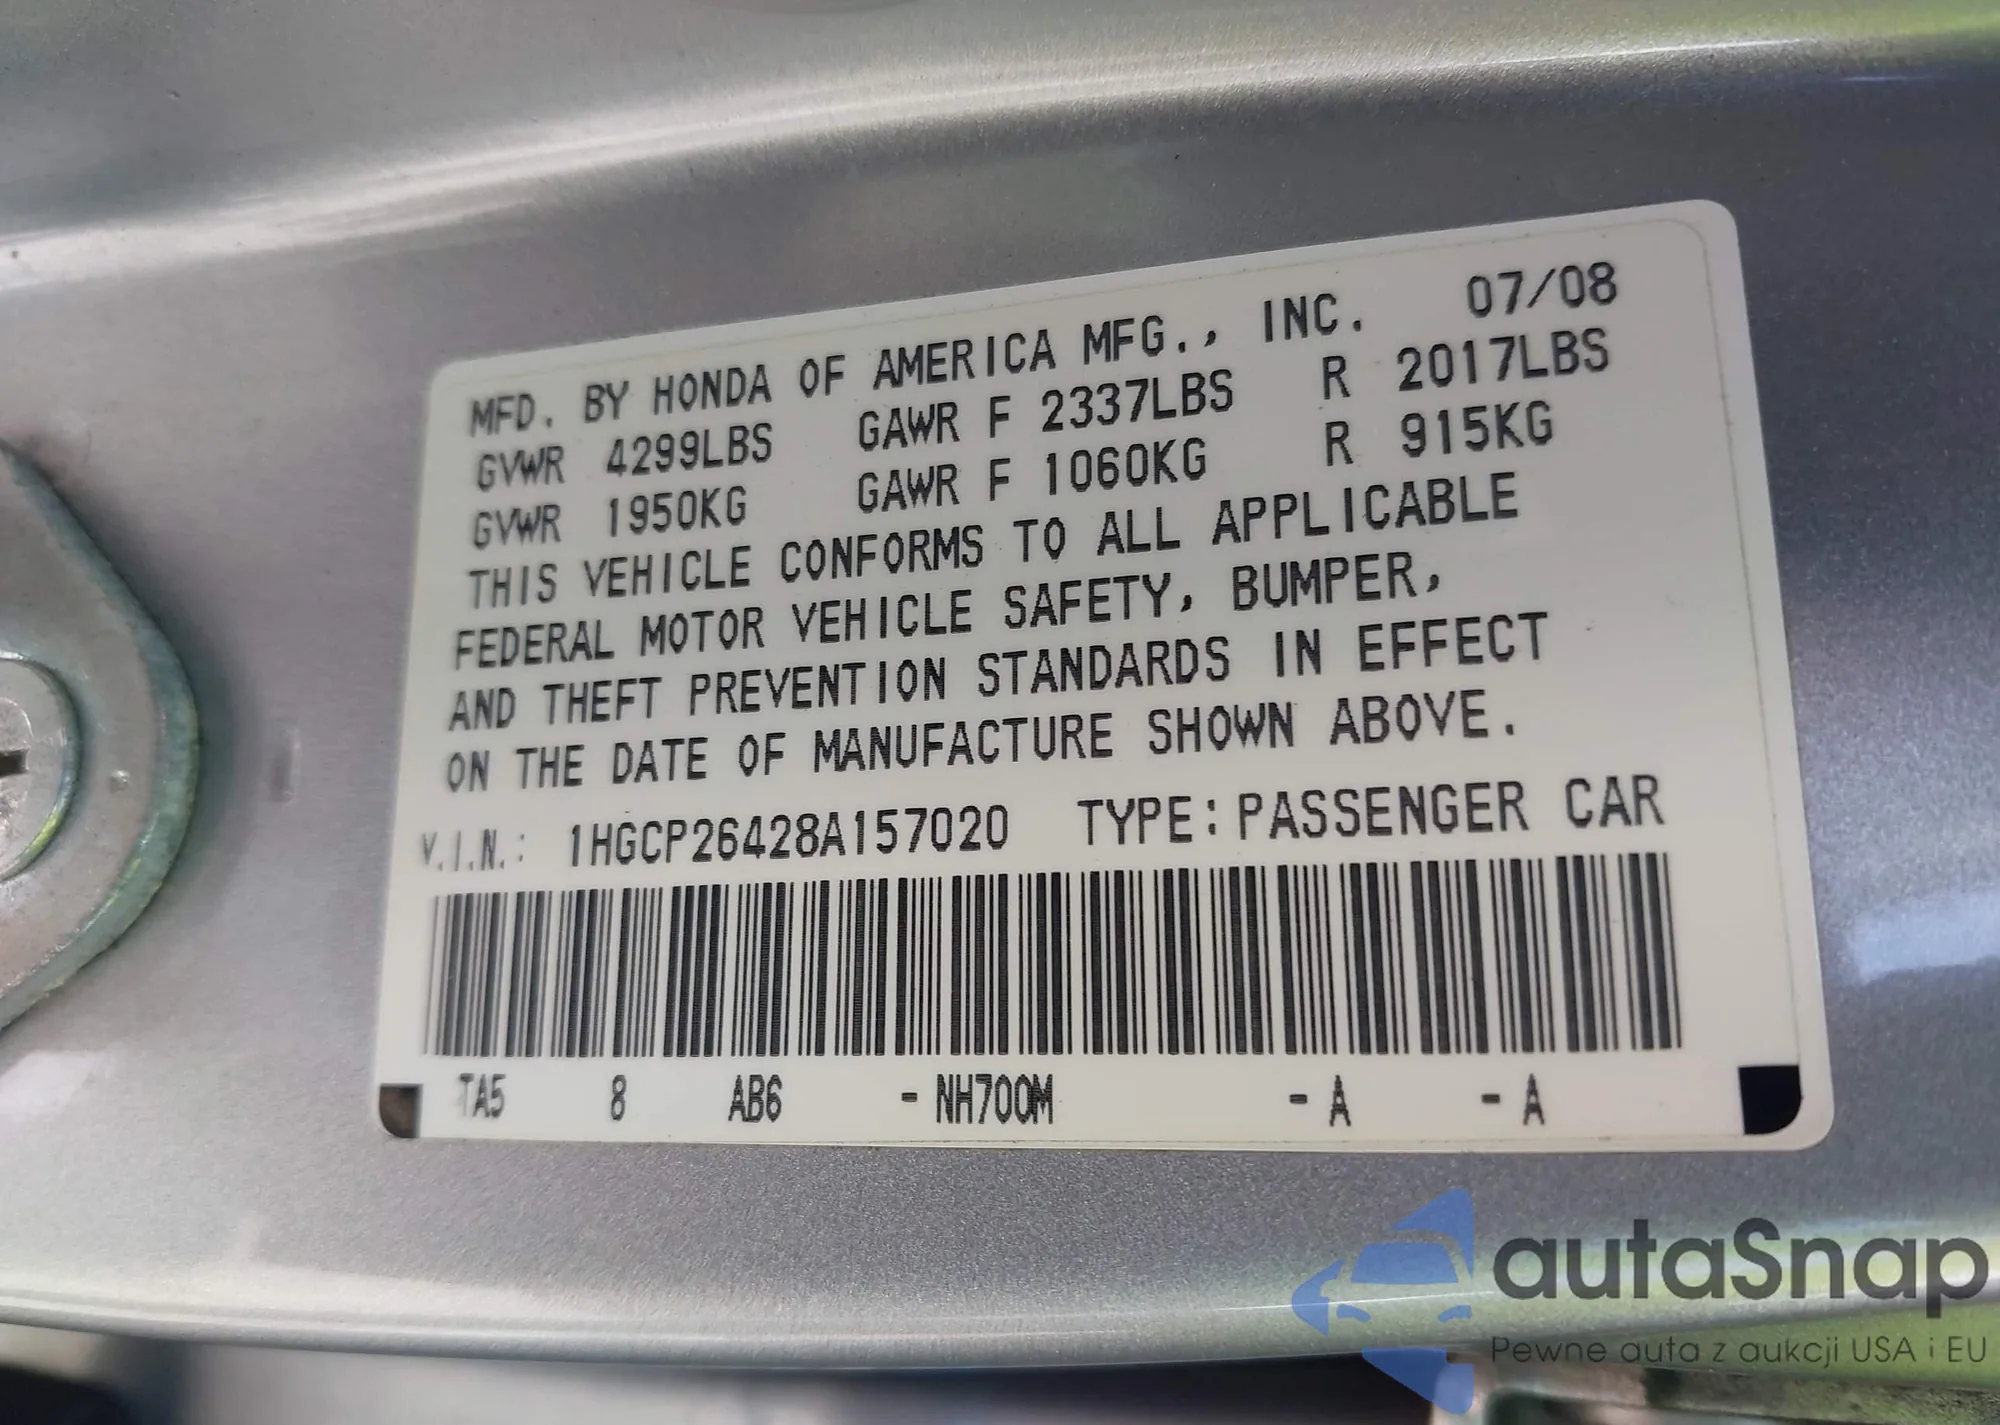 MFD. BY HONDA OF AMERICA MFG., INC. 07/08
GVWR 4299LBS GAWR F 2337LBS R 2017LBS
GVWR 1950KG GAWR F 1060KG R 915KG
THIS VEHICLE CONFORMS TO ALL APPLICABLE
FEDERAL MOTOR VEHICLE SAFETY, BUMPER,
AND THEFT PREVENTION STANDARDS IN EFFECT
ON THE DATE OF MANUFACTURE SHOWN ABOVE.
V.I.N.: 1HGCP26428A157020 TYPE: PASSENGER CAR
TA5 8 AB6 - NH700M - A - A
autaSnap
Pewne auta z aukcji USA i EU